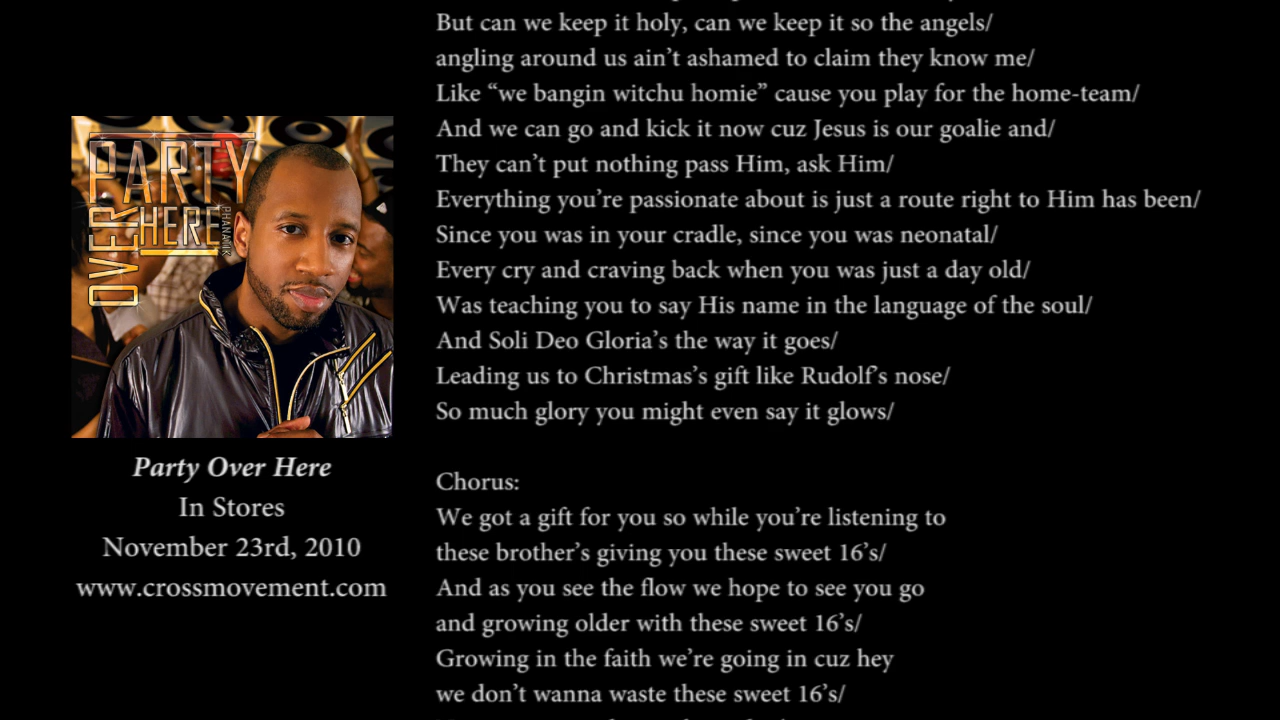 PARTY
OVER
HERE
PHANATIK
Party Over Here
In Stores
November 23rd, 2010
www.crossmovement.com
But can we keep it holy, can we keep it so the angels/
angling around us ain’t ashamed to claim they know me/
Like “we bangin witchu homie” cause you play for the home-team/
And we can go and kick it now cuz Jesus is our goalie and/
They can’t put nothing pass Him, ask Him/
Everything you’re passionate about is just a route right to Him has been/
Since you was in your cradle, since you was neonatal/
Every cry and craving back when you was just a day old/
Was teaching you to say His name in the language of the soul/
And Soli Deo Gloria’s the way it goes/
Leading us to Christmas’s gift like Rudolf’s nose/
So much glory you might even say it glows/
Chorus:
We got a gift for you so while you’re listening to
these brother’s giving you these sweet 16’s/
And as you see the flow we hope to see you go
and growing older with these sweet 16’s/
Growing in the faith we’re going in cuz hey
we don’t wanna waste these sweet 16’s/